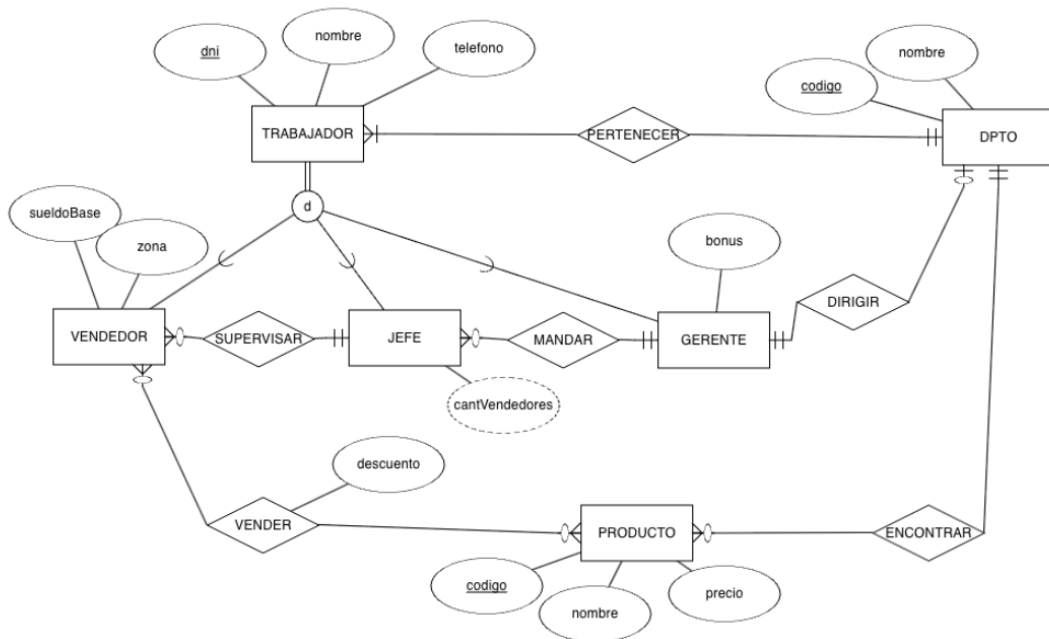 nombre
dni
telefono
nombre
codigo
TRABAJADOR
PERTENECER
DPTO
d
sueldoBase
zona
bonus
VENDEDOR
SUPERVISAR
JEFE
MANDAR
GERENTE
DIRIGIR
cantVendedores
descuento
VENDER
PRODUCTO
ENCONTRAR
codigo
nombre
precio